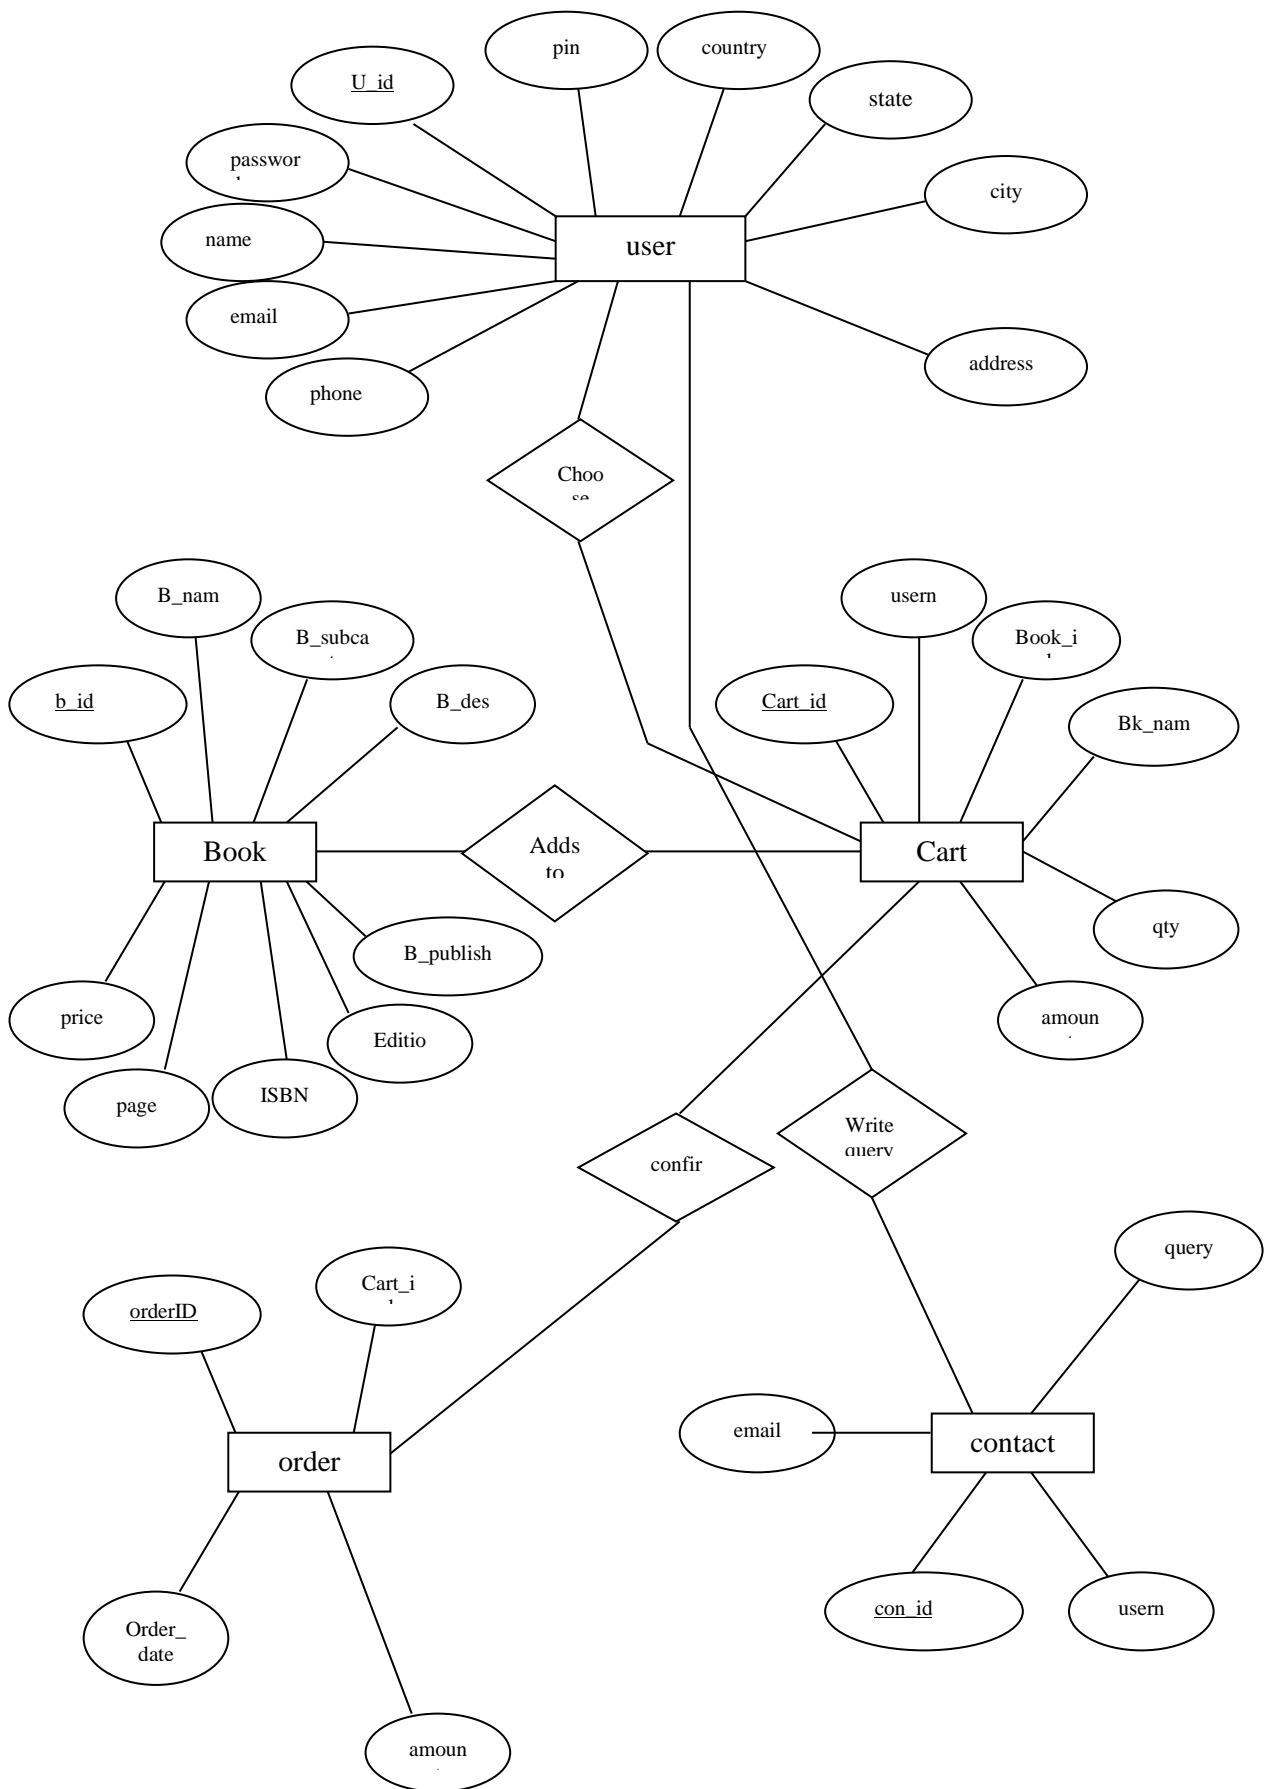 pin
country
U_id
state
passwor
city
name
user
email
address
phone
Choo
se
B_nam
usern
B_subca
Book_i
b_id
B_des
Cart_id
Bk_nam
Book
Adds
to
Cart
qty
B_publish
price
Editio
amoun
page
ISBN
Write
query
confir
query
Cart_i
orderID
email
contact
order
con_id
usern
Order_
date
amoun